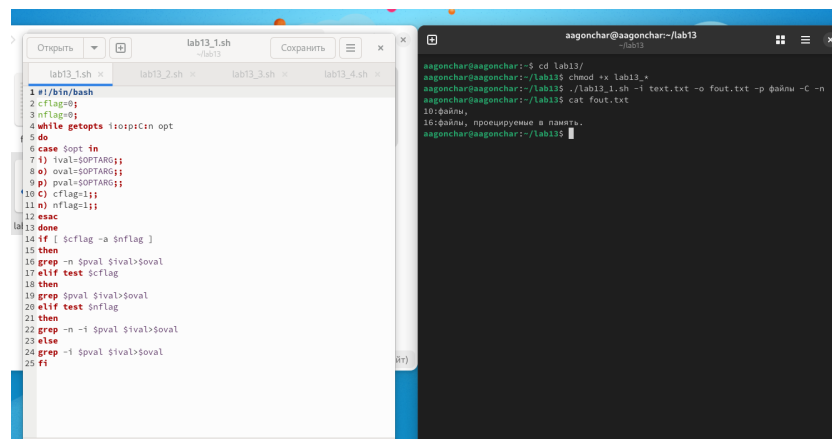 Открыть
lab13_1.sh
~/lab13
Сохранить
lab13_1.sh
lab13_2.sh
lab13_3.sh
lab13_4.sh
1 #!/bin/bash
2 cflag=0;
3 nflag=0;
4 while getopts i:o:p:C:n opt
5 do
6 case $opt in
7 i) ival=$OPTARG;;
8 o) oval=$OPTARG;;
9 p) pval=$OPTARG;;
10 C) cflag=1;;
11 n) nflag=1;;
12 esac
13 done
14 if [ $cflag -a $nflag ]
15 then
16 grep -n $pval $ival>$oval
17 elif test $cflag
18 then
19 grep $pval $ival>$oval
20 elif test $nflag
21 then
22 grep -n -i $pval $ival>$oval
23 else
24 grep -i $pval $ival>$oval
25 fi
aagonchar@aagonchar:~/lab13
~/lab13
aagonchar@aagonchar:~$ cd lab13/
aagonchar@aagonchar:~/lab13$ chmod +x lab13_*
aagonchar@aagonchar:~/lab13$ ./lab13_1.sh -i text.txt -o fout.txt -p файлы -C -n
aagonchar@aagonchar:~/lab13$ cat fout.txt
10:файлы,
16:файлы, проецируемые в память.
aagonchar@aagonchar:~/lab13$